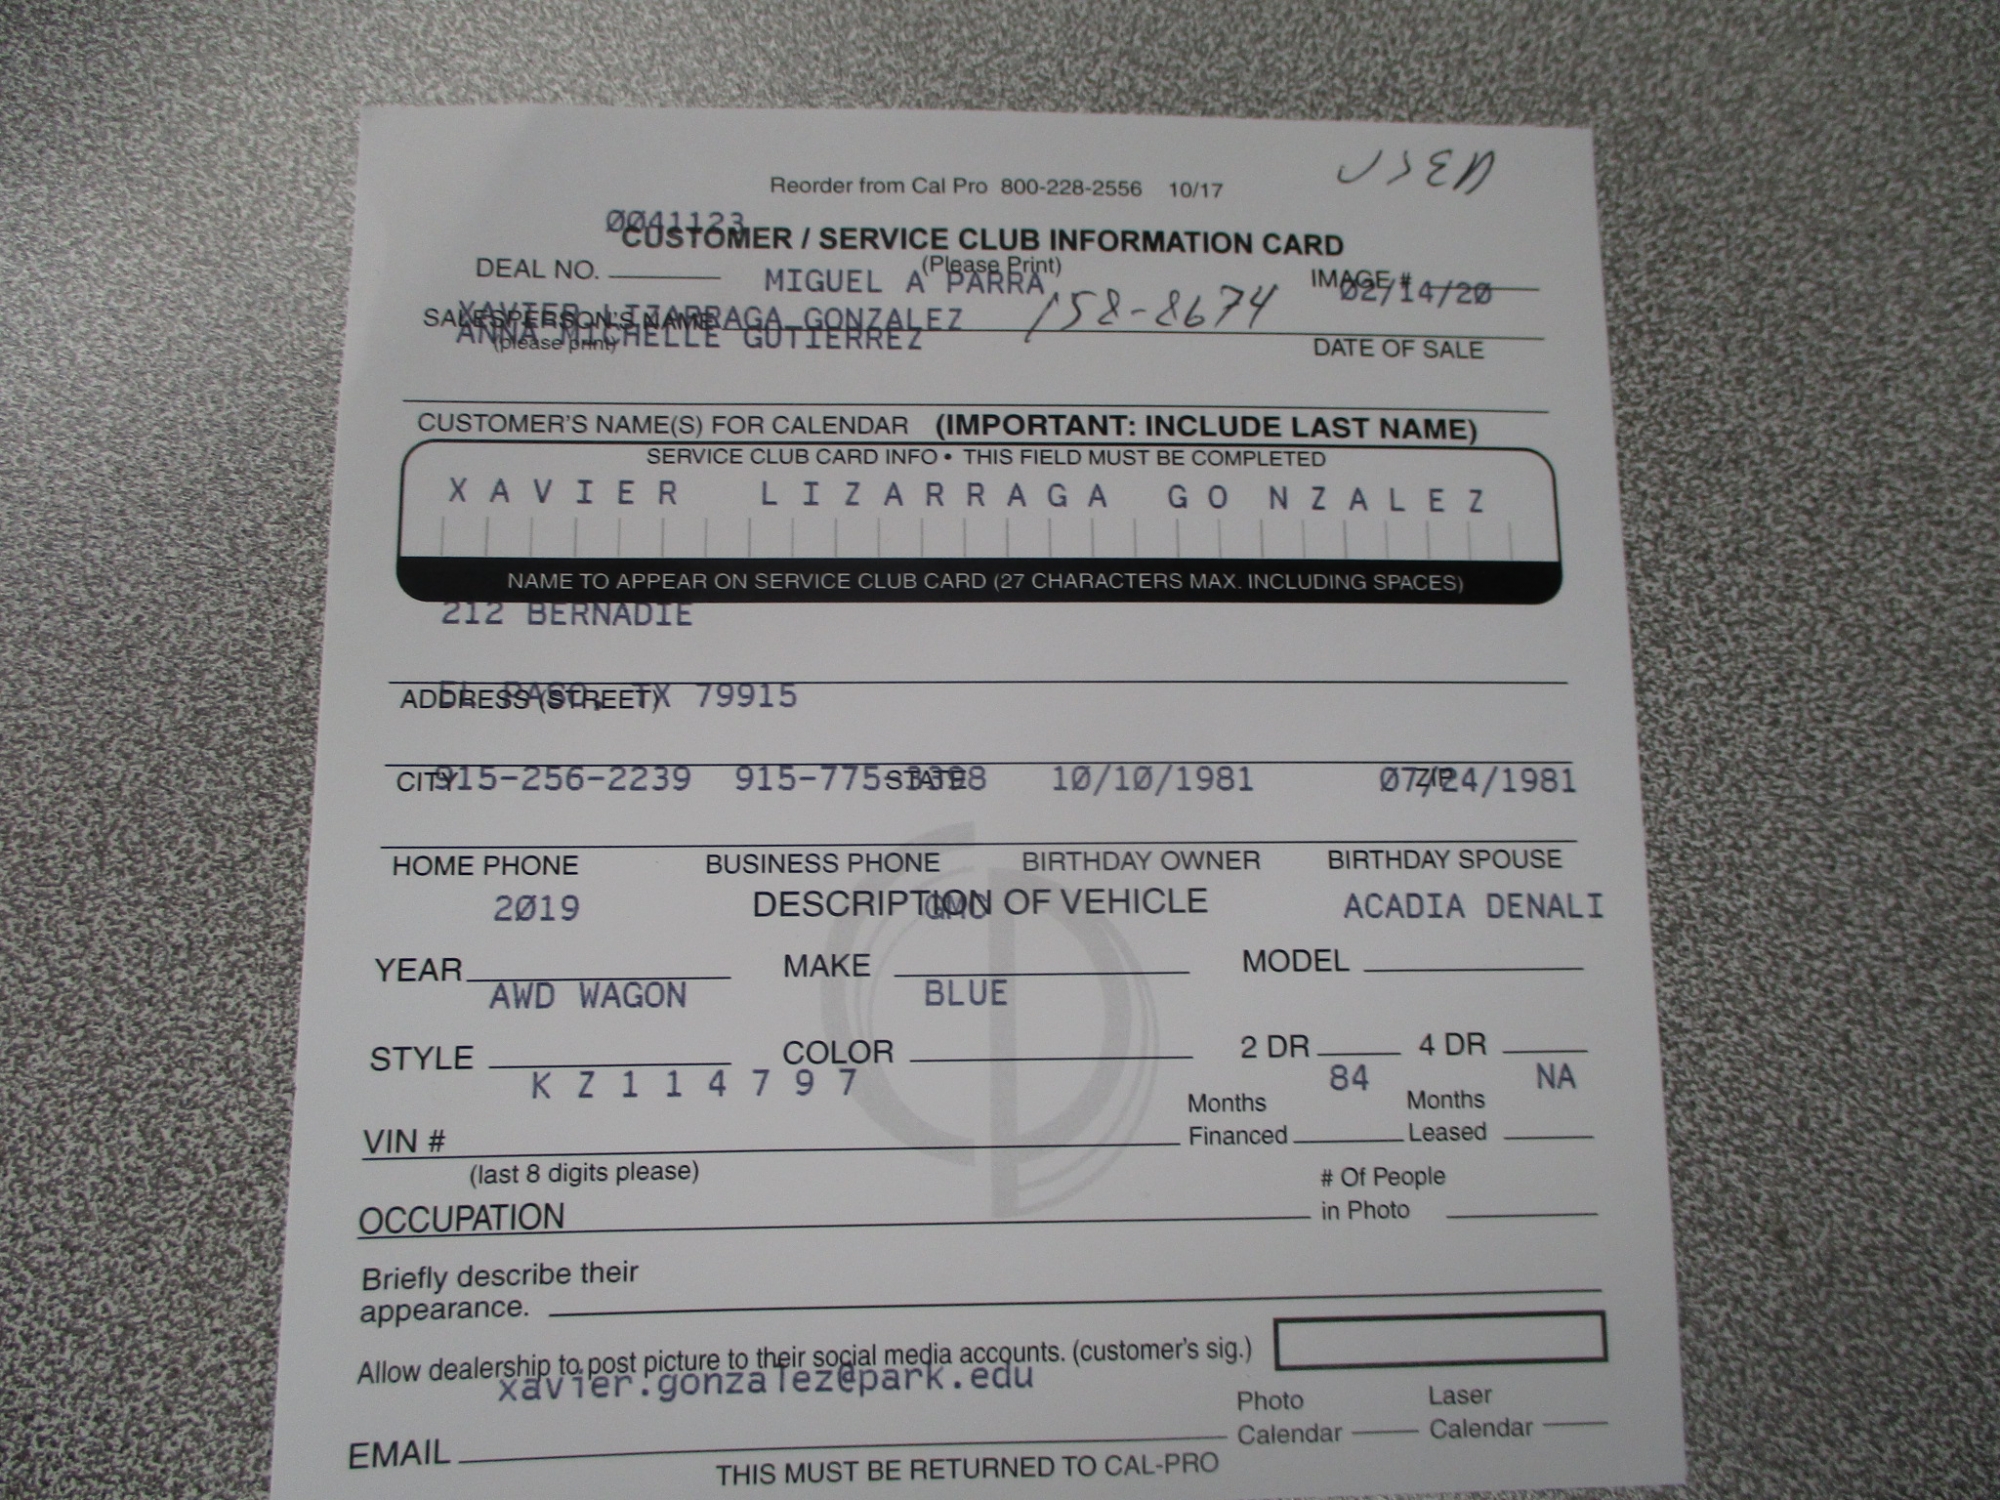 USED
Reorder from Cal Pro 800-228-2556 10/17
0041123
CUSTOMER / SERVICE CLUB INFORMATION CARD
(Please Print)
DEAL NO. MIGUEL A PARRA IMAGE # 02/14/20
XAVIER LIZARRAGA GONZALEZ 158-8674
SALESPERSON'S NAME
ANNA MICHELLE GUTIERREZ
(please print) DATE OF SALE
CUSTOMER'S NAME(S) FOR CALENDAR (IMPORTANT: INCLUDE LAST NAME)
SERVICE CLUB CARD INFO • THIS FIELD MUST BE COMPLETED
XAVIER LIZARRAGA GONZALEZ
NAME TO APPEAR ON SERVICE CLUB CARD (27 CHARACTERS MAX. INCLUDING SPACES)
212 BERNADIE
EL PASO, TX 79915
ADDRESS (STREET)
915-256-2239 915-775-3398 10/10/1981 07/24/1981
CITY STATE ZIP
HOME PHONE BUSINESS PHONE BIRTHDAY OWNER BIRTHDAY SPOUSE
DESCRIPTION OF VEHICLE
2019 GMC ACADIA DENALI
YEAR MAKE MODEL
AWD WAGON BLUE
STYLE COLOR 2 DR 4 DR
KZ114797 84 NA
VIN # Months Financed Months Leased
(last 8 digits please)
OCCUPATION # Of People in Photo
Briefly describe their
appearance.
Allow dealership to post picture to their social media accounts. (customer's sig.)
xavier.gonzalez@park.edu
EMAIL Photo Calendar Laser Calendar
THIS MUST BE RETURNED TO CAL-PRO